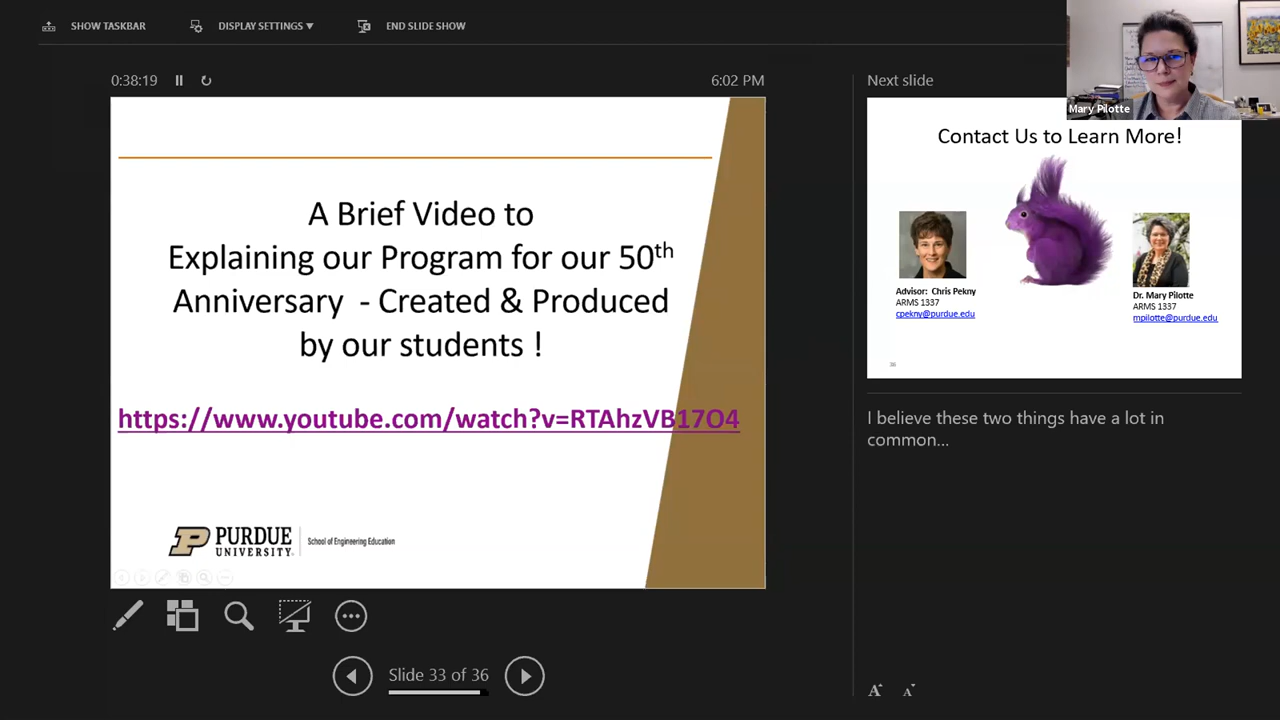 SHOW TASKBAR
DISPLAY SETTINGS ▼
END SLIDE SHOW
0:38:19
6:02 PM
A Brief Video to
Explaining our Program for our 50th
Anniversary - Created & Produced
by our students !
https://www.youtube.com/watch?v=RTAhzVB17O4
PURDUE
UNIVERSITY
School of Engineering Education
Slide 33 of 36
Next slide
Mary Pilotte
Contact Us to Learn More!
Advisor: Chris Pekny
ARMS 1337
cpekny@purdue.edu
Dr. Mary Pilotte
ARMS 1337
mpilotte@purdue.edu
36
I believe these two things have a lot in
common...
A A